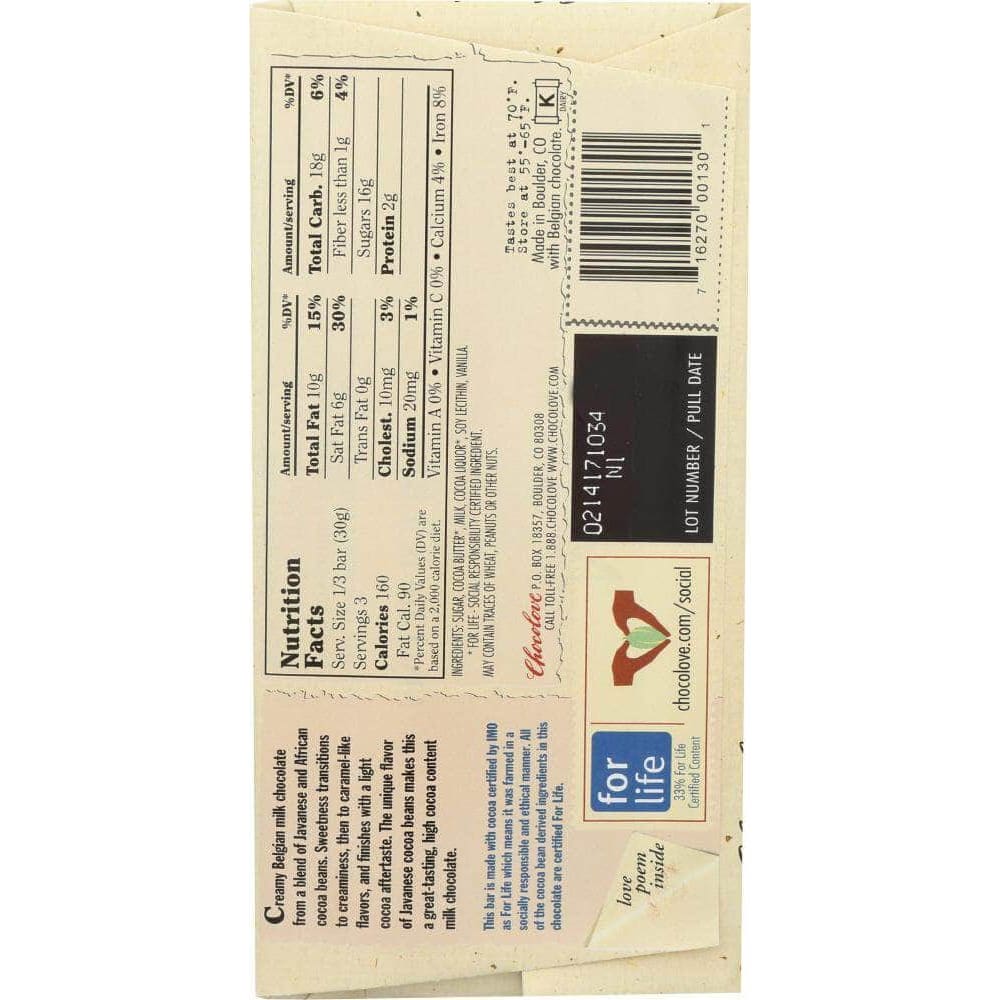 Creamy Belgian milk chocolate
from a blend of Javanese and African
cocoa beans. Sweetness transitions
to creaminess, then to caramel-like
flavors, and finishes with a light
cocoa aftertaste. The unique flavor
of Javanese cocoa beans makes this
a great-tasting, high cocoa content
milk chocolate.
This bar is made with cocoa certified by IMO
as For Life which means it was farmed in a
socially responsible and ethical manner. All
of the cocoa bean derived ingredients in this
chocolate are certified For Life.
love
poem
inside
Nutrition
Facts
Serv. Size 1/3 bar (30g)
Servings 3
Calories 160
Fat Cal. 90
*Percent Daily Values (DV) are
based on a 2,000 calorie diet.
Amount/serving %DV*
Total Fat 10g 15%
Sat Fat 6g 30%
Trans Fat 0g
Cholest. 10mg 3%
Sodium 20mg 1%
Amount/serving %DV*
Total Carb. 18g 6%
Fiber less than 1g 4%
Sugars 16g
Protein 2g
Vitamin A 0% • Vitamin C 0% • Calcium 4% • Iron 8%
INGREDIENTS: SUGAR, COCOA BUTTER*, MILK, COCOA LIQUOR*, SOY LECITHIN, VANILLA.
* FOR LIFE - SOCIAL RESPONSIBILITY CERTIFIED INGREDIENT.
MAY CONTAIN TRACES OF WHEAT, PEANUTS OR OTHER NUTS.
Chocolove P.O. BOX 18357, BOULDER, CO 80308
CALL TOLL-FREE 1.888.CHOCOLOVE WWW.CHOCOLOVE.COM
Tastes best at 70°F.
Store at 55°-65°F.
Made in Boulder, CO
with Belgian chocolate.
K
DAIRY
for
life
33% For Life
Certified Content
chocolove.com/social
0214171034
N1
LOT NUMBER / PULL DATE
7 16270 00130 1